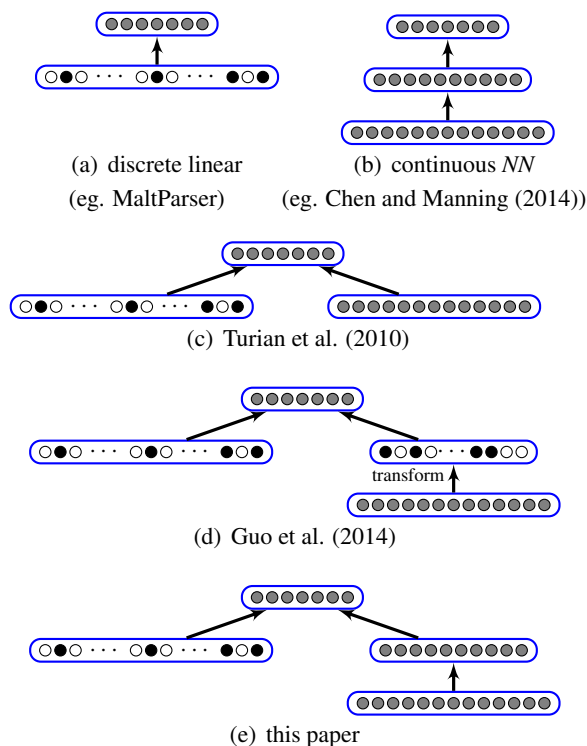 (a) discrete linear
(eg. MaltParser)
(b) continuous NN
(eg. Chen and Manning (2014))
(c) Turian et al. (2010)
transform
(d) Guo et al. (2014)
(e) this paper